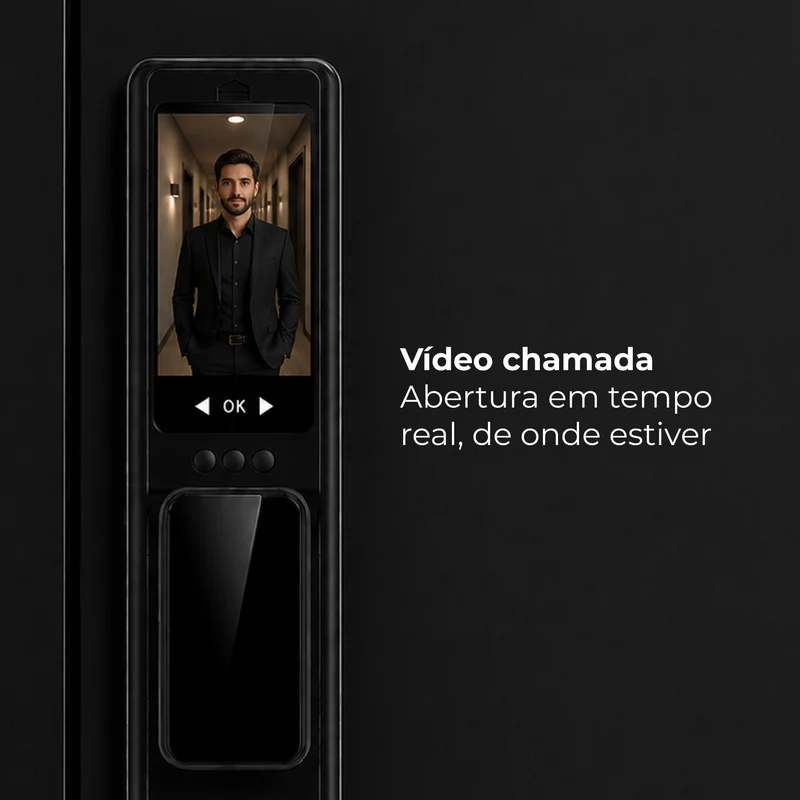 ◀ OK ▶
Vídeo chamada
Abertura em tempo
real, de onde estiver